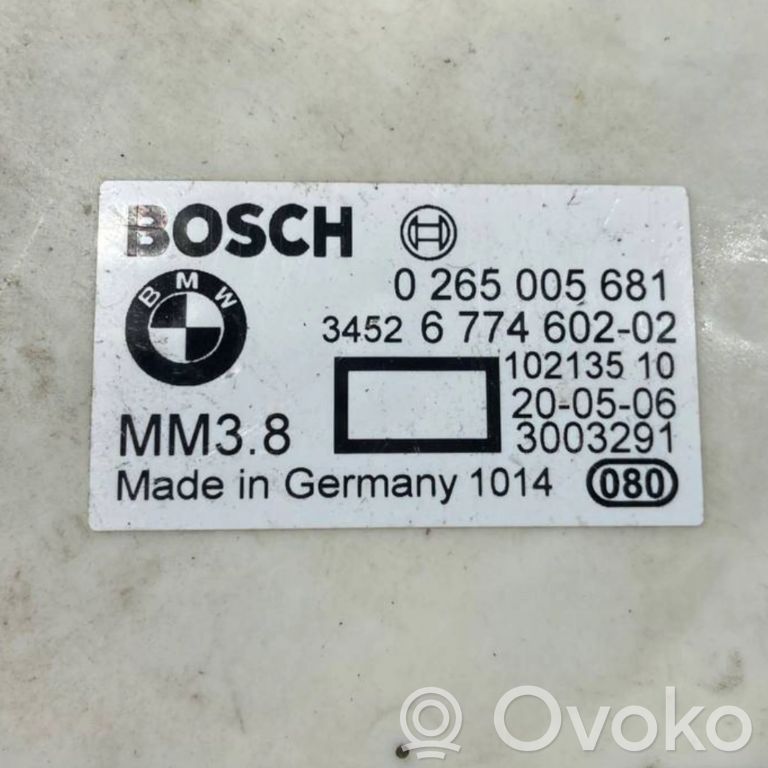 BOSCH
BMW
0 265 005 681
3452 6 774 602-02
102135 10
20-05-06
MM3.8
3003291
Made in Germany 1014
080
Ovoko